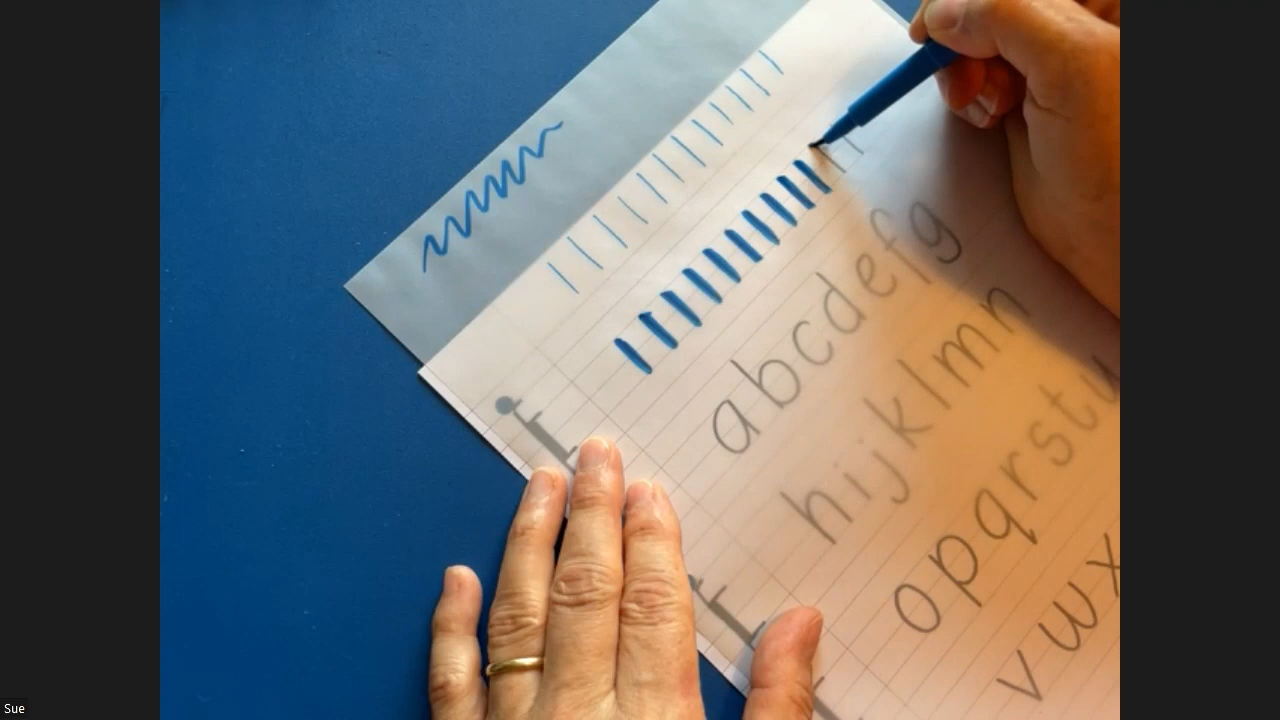 abcdefg
hijklmn
opqrstu
vwx
Sue